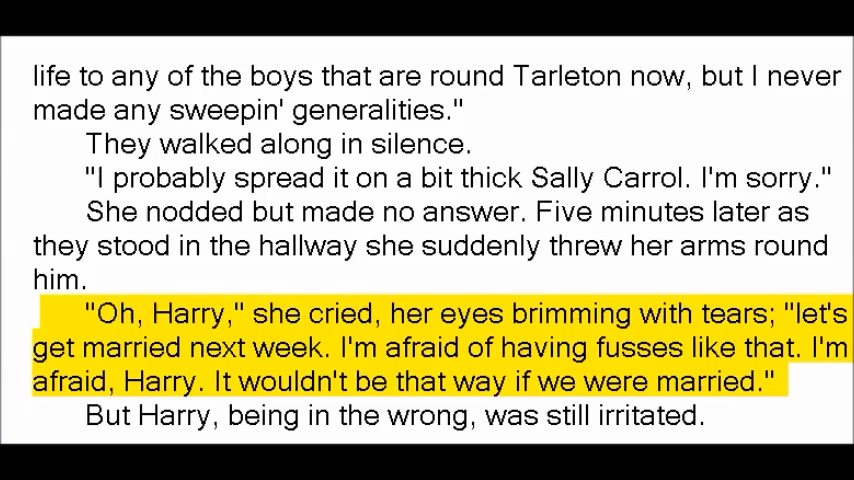 life to any of the boys that are round Tarleton now, but I never
made any sweepin' generalities."
They walked along in silence.
"I probably spread it on a bit thick Sally Carrol. I'm sorry."
She nodded but made no answer. Five minutes later as
they stood in the hallway she suddenly threw her arms round
him.
"Oh, Harry," she cried, her eyes brimming with tears; "let's
get married next week. I'm afraid of having fusses like that. I'm
afraid, Harry. It wouldn't be that way if we were married."
But Harry, being in the wrong, was still irritated.